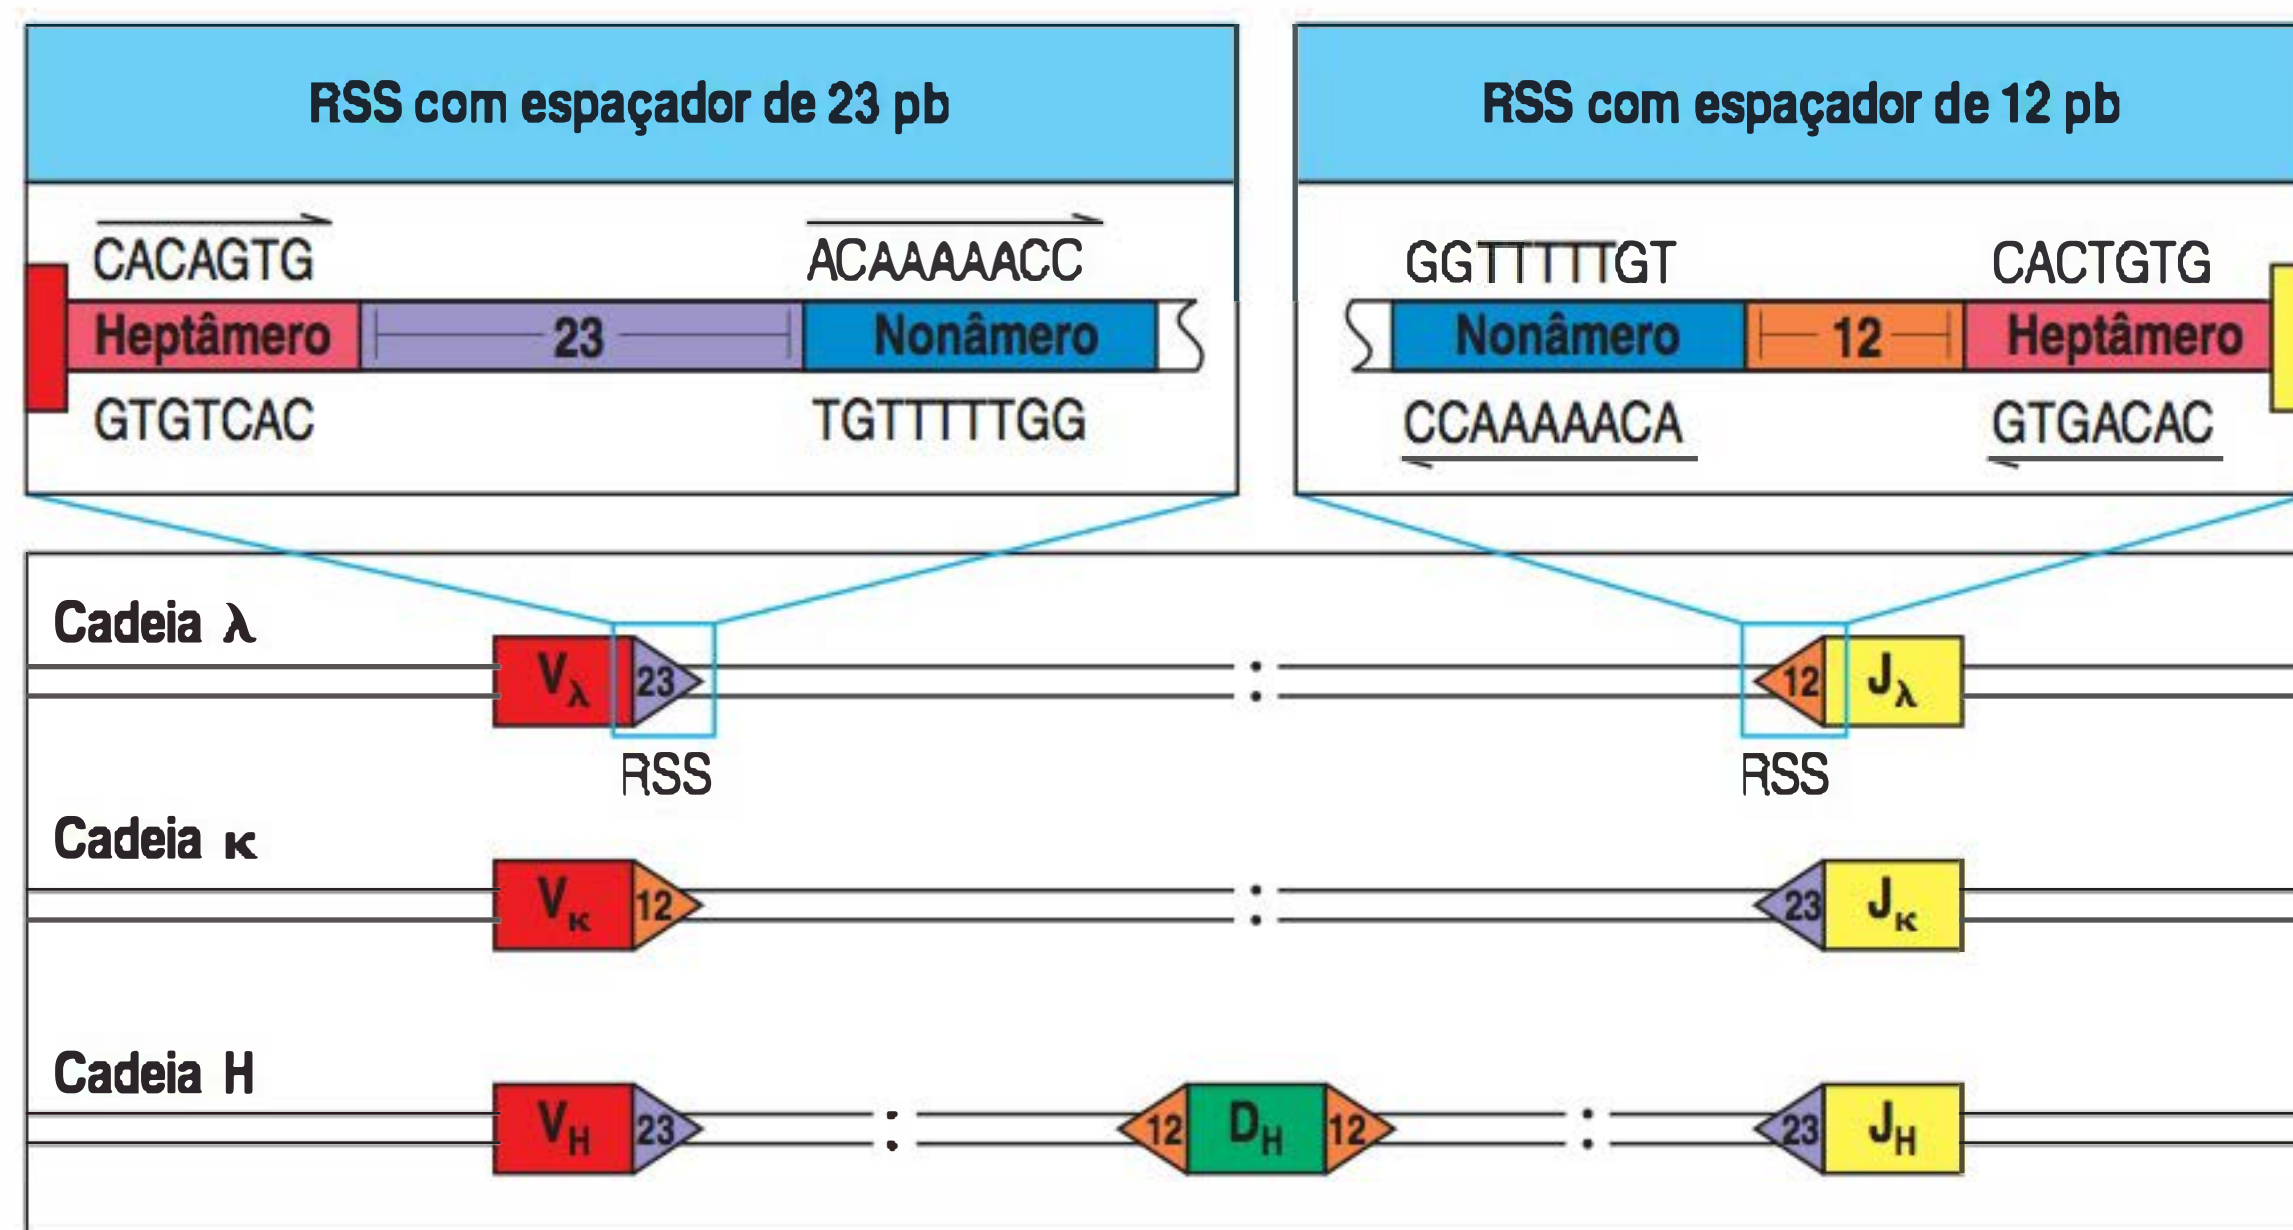 RSS com espaçador de 23 pb
CACAGTG ACAAAAACC
Heptâmero 23 Nonâmero
GTGTCAC TGTTTTTGG
RSS com espaçador de 12 pb
GGTTTTTGT CACTGTG
Nonâmero 12 Heptâmero
CCAAAAACA GTGACAC
Cadeia λ
Vλ 23 12 Jλ
RSS RSS
Cadeia κ
Vκ 12 23 Jκ
Cadeia H
VH 23 12 DH 12 23 JH